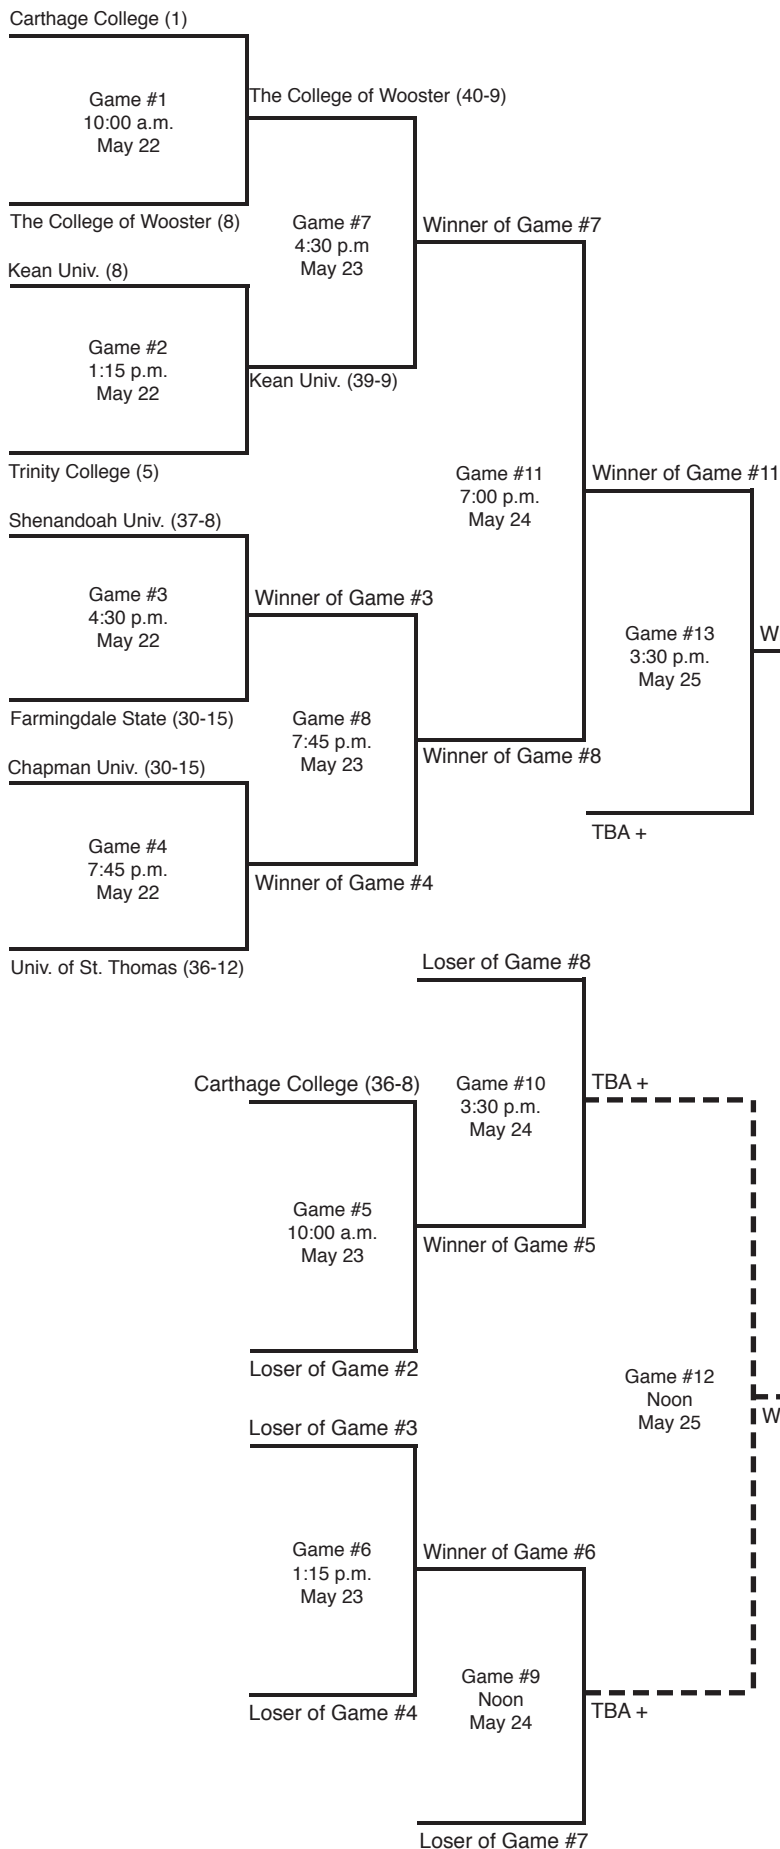 Carthage College (1)
Game #1
10:00 a.m.
May 22
The College of Wooster (40-9)
The College of Wooster (8)
Game #7
4:30 p.m
May 23
Winner of Game #7
Kean Univ. (8)
Game #2
1:15 p.m.
May 22
Kean Univ. (39-9)
Trinity College (5)
Game #11
7:00 p.m.
May 24
Winner of Game #11
Shenandoah Univ. (37-8)
Game #3
4:30 p.m.
May 22
Winner of Game #3
Game #13
3:30 p.m.
May 25
W
Farmingdale State (30-15)
Game #8
7:45 p.m.
May 23
Winner of Game #8
Chapman Univ. (30-15)
Game #4
7:45 p.m.
May 22
TBA +
Winner of Game #4
Univ. of St. Thomas (36-12)
Loser of Game #8
Carthage College (36-8)
Game #10
3:30 p.m.
May 24
TBA +
Game #5
10:00 a.m.
May 23
Winner of Game #5
Loser of Game #2
Game #12
Noon
May 25
W
Loser of Game #3
Game #6
1:15 p.m.
May 23
Winner of Game #6
Loser of Game #4
Game #9
Noon
May 24
TBA +
Loser of Game #7